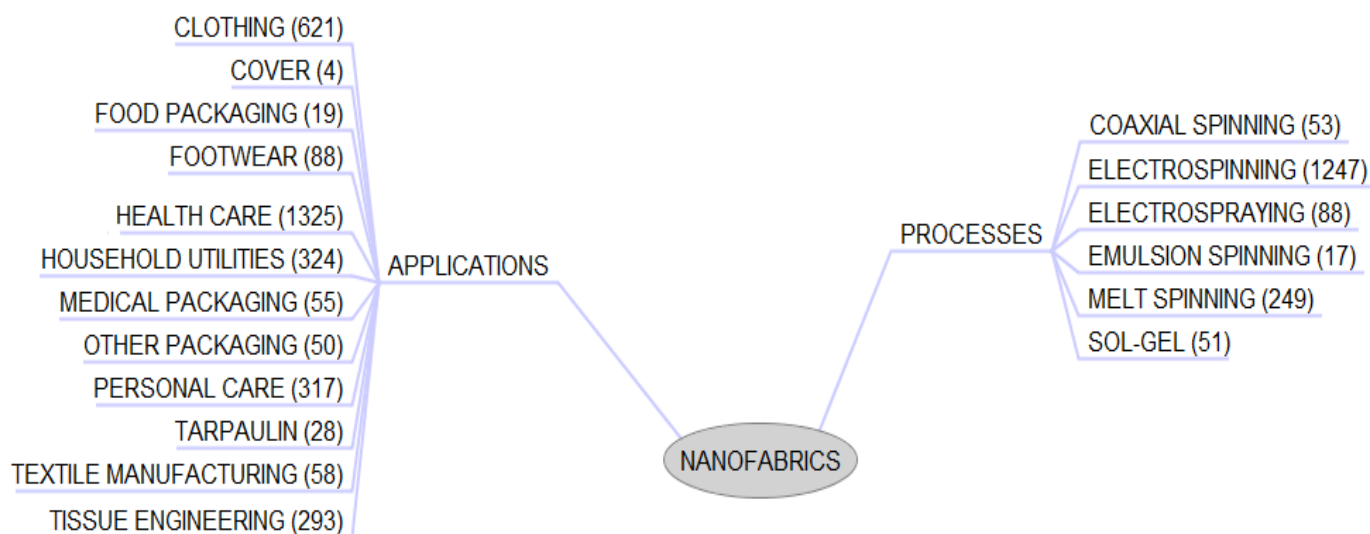 CLOTHING (621)
COVER (4)
FOOD PACKAGING (19)
FOOTWEAR (88)
HEALTH CARE (1325)
HOUSEHOLD UTILITIES (324)
MEDICAL PACKAGING (55)
OTHER PACKAGING (50)
PERSONAL CARE (317)
TARPAULIN (28)
TEXTILE MANUFACTURING (58)
TISSUE ENGINEERING (293)
APPLICATIONS
NANOFABRICS
PROCESSES
COAXIAL SPINNING (53)
ELECTROSPINNING (1247)
ELECTROSPRAYING (88)
EMULSION SPINNING (17)
MELT SPINNING (249)
SOL-GEL (51)